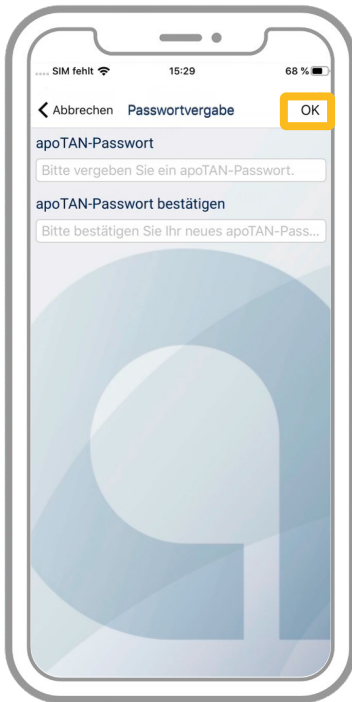 SIM fehlt 15:29 68 %
Abbrechen Passwortvergabe OK
apoTAN-Passwort
Bitte vergeben Sie ein apoTAN-Passwort.
apoTAN-Passwort bestätigen
Bitte bestätigen Sie Ihr neues apoTAN-Pass...